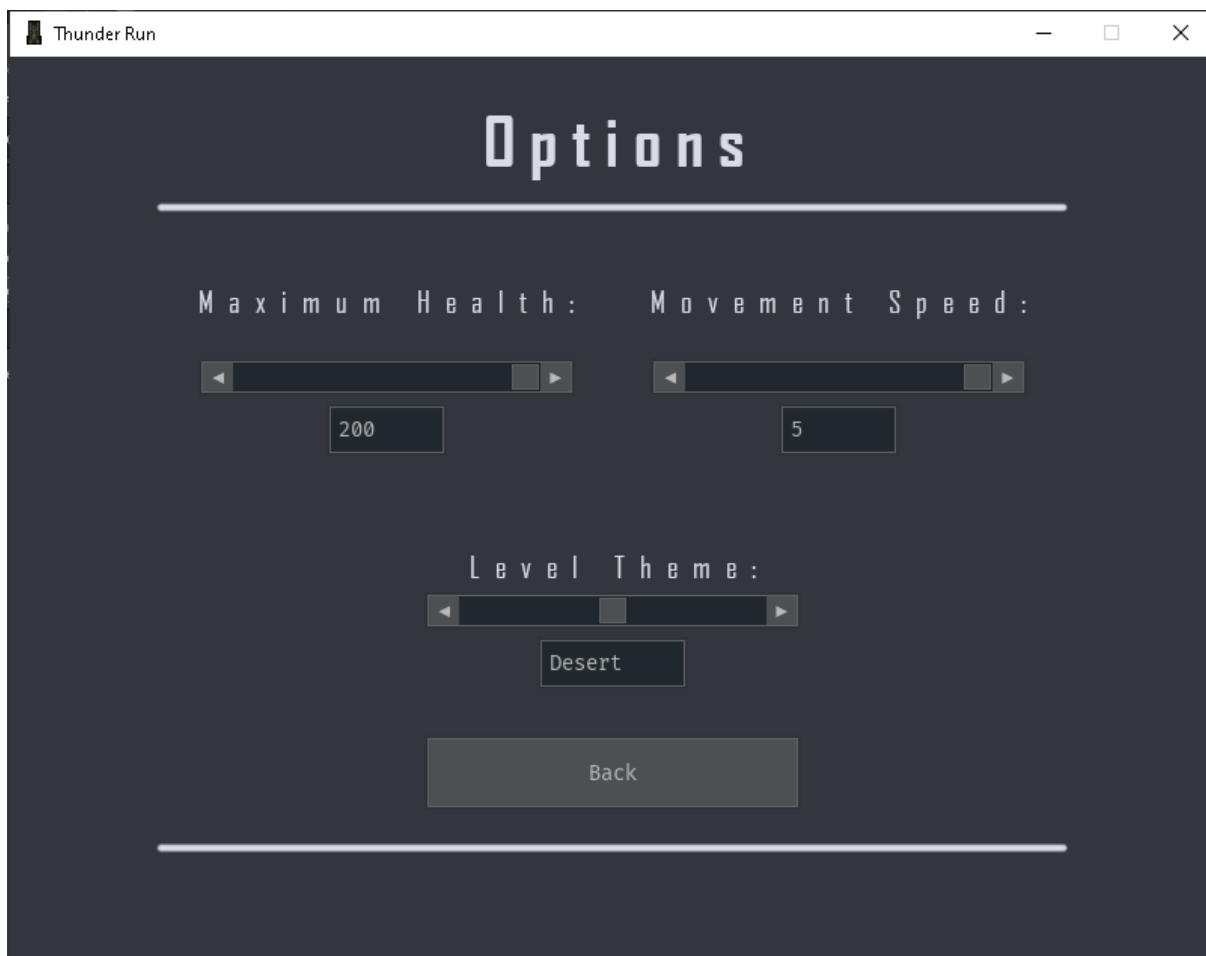 Thunder Run
Options
Maximum Health: Movement Speed:
200 5
Level Theme:
Desert
Back